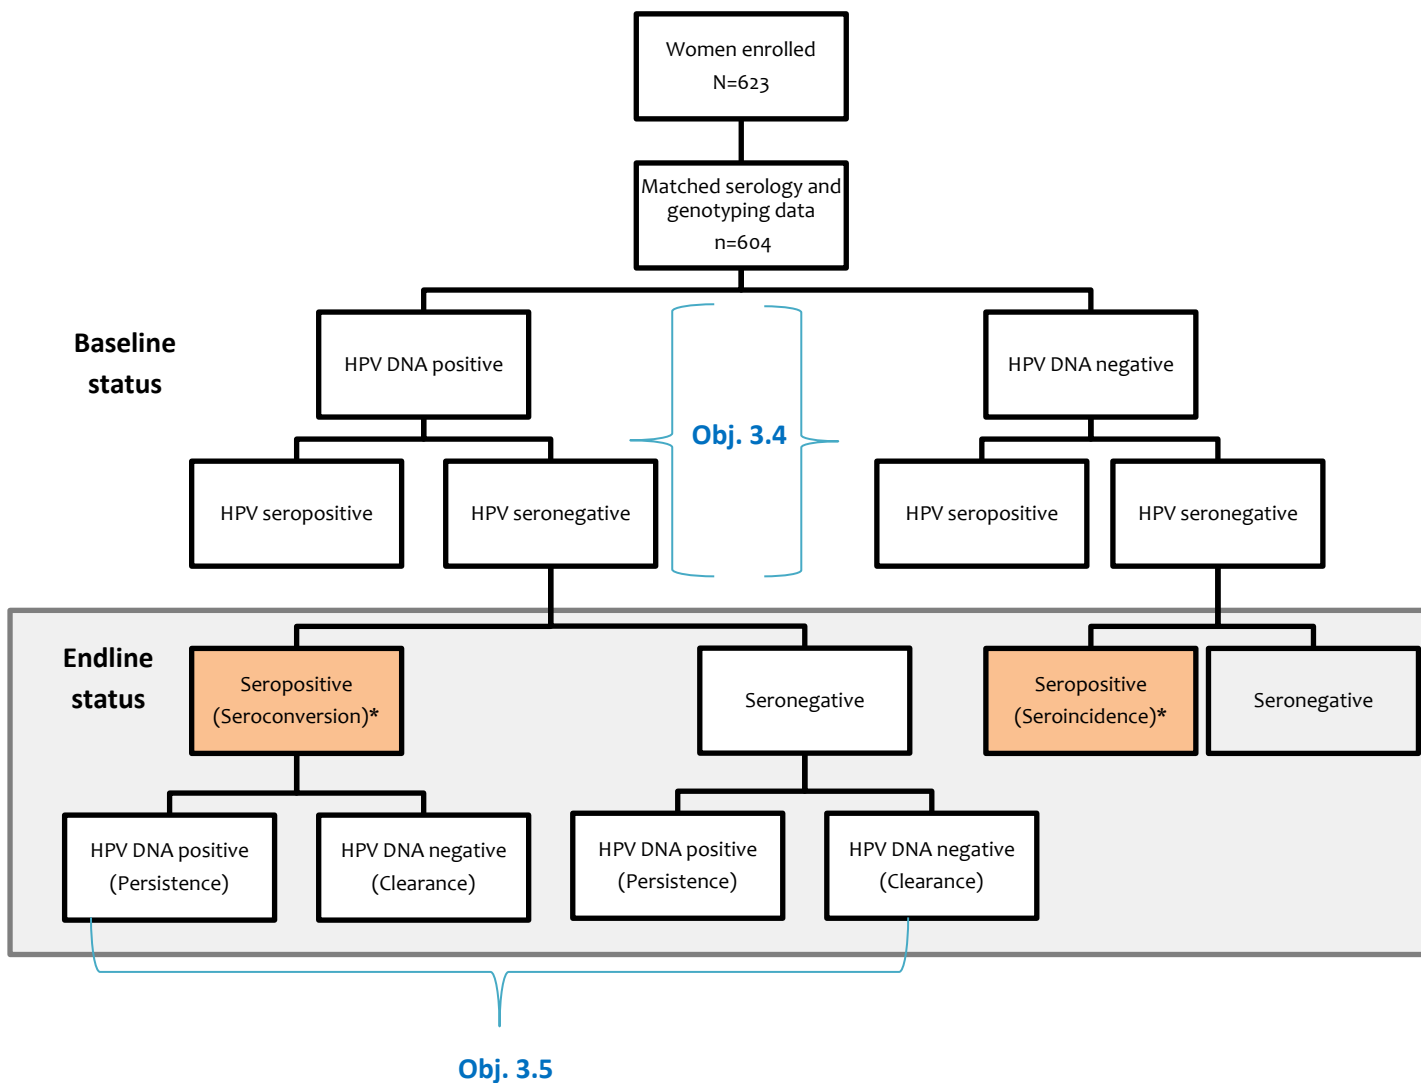 Women enrolled
N=623
Matched serology and
genotyping data
n=604
Baseline
status
HPV DNA positive
HPV DNA negative
Obj. 3.4
HPV seropositive
HPV seronegative
HPV seropositive
HPV seronegative
Endline
status
Seropositive
(Seroconversion)*
Seronegative
Seropositive
(Seroincidence)*
Seronegative
HPV DNA positive
(Persistence)
HPV DNA negative
(Clearance)
HPV DNA positive
(Persistence)
HPV DNA negative
(Clearance)
Obj. 3.5